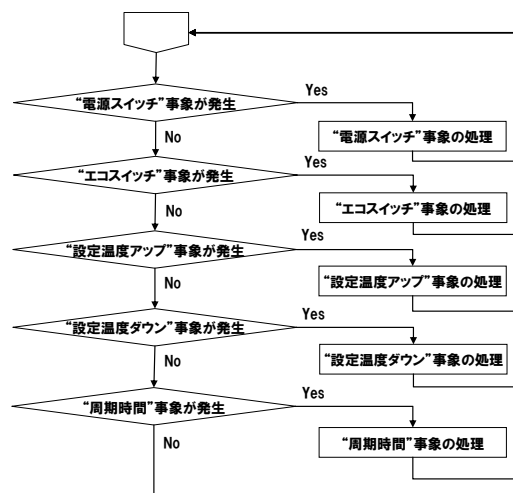 “電源スイッチ”事象が発生
Yes
No
“電源スイッチ”事象の処理
“エコスイッチ”事象が発生
Yes
No
“エコスイッチ”事象の処理
“設定温度アップ”事象が発生
Yes
No
“設定温度アップ”事象の処理
“設定温度ダウン”事象が発生
Yes
No
“設定温度ダウン”事象の処理
“周期時間”事象が発生
Yes
No
“周期時間”事象の処理